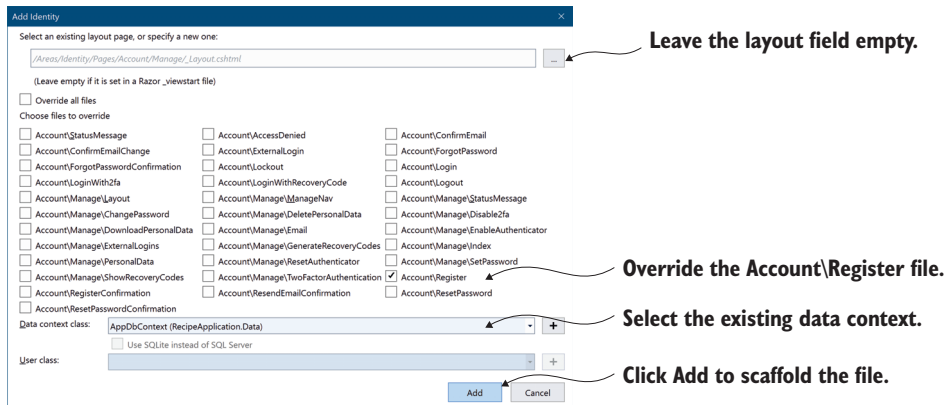 Add Identity ×
Select an existing layout page, or specify a new one:
Leave the layout field empty.
/Areas/Identity/Pages/Account/Manage/_Layout.cshtml ...
(Leave empty if it is set in a Razor _viewstart file)
Override all files
Choose files to override
Account\StatusMessage Account\AccessDenied Account\ConfirmEmail
Account\ConfirmEmailChange Account\ExternalLogin Account\ForgotPassword
Account\ForgotPasswordConfirmation Account\Lockout Account\Login
Account\LoginWith2fa Account\LoginWithRecoveryCode Account\Logout
Account\Manage\Layout Account\Manage\ManageNav Account\Manage\StatusMessage
Account\Manage\ChangePassword Account\Manage\DeletePersonalData Account\Manage\Disable2fa
Account\Manage\DownloadPersonalData Account\Manage\Email Account\Manage\EnableAuthenticator
Account\Manage\ExternalLogins Account\Manage\GenerateRecoveryCodes Account\Manage\Index
Account\Manage\PersonalData Account\Manage\ResetAuthenticator Account\Manage\SetPassword
Account\Manage\ShowRecoveryCodes Account\Manage\TwoFactorAuthentication Account\Register
Override the Account\Register file.
Account\RegisterConfirmation Account\ResendEmailConfirmation Account\ResetPassword
Account\ResetPasswordConfirmation
Data context class: AppDbContext (RecipeApplication.Data) +
Select the existing data context.
Use SQLite instead of SQL Server
User class: +
Add Cancel
Click Add to scaffold the file.